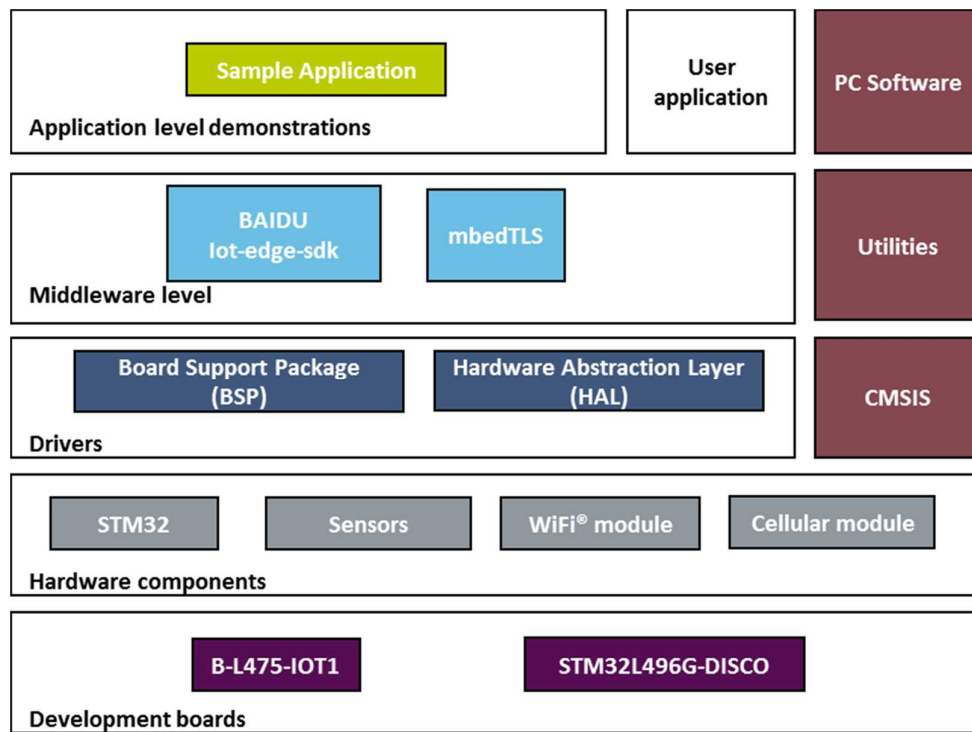 Sample Application
Application level demonstrations
User
application
PC Software
BAIDU
Iot-edge-sdk
mbedTLS
Middleware level
Utilities
Board Support Package
(BSP)
Hardware Abstraction Layer
(HAL)
Drivers
CMSIS
STM32
Sensors
WiFi® module
Cellular module
Hardware components
B-L475-IOT1
STM32L496G-DISCO
Development boards